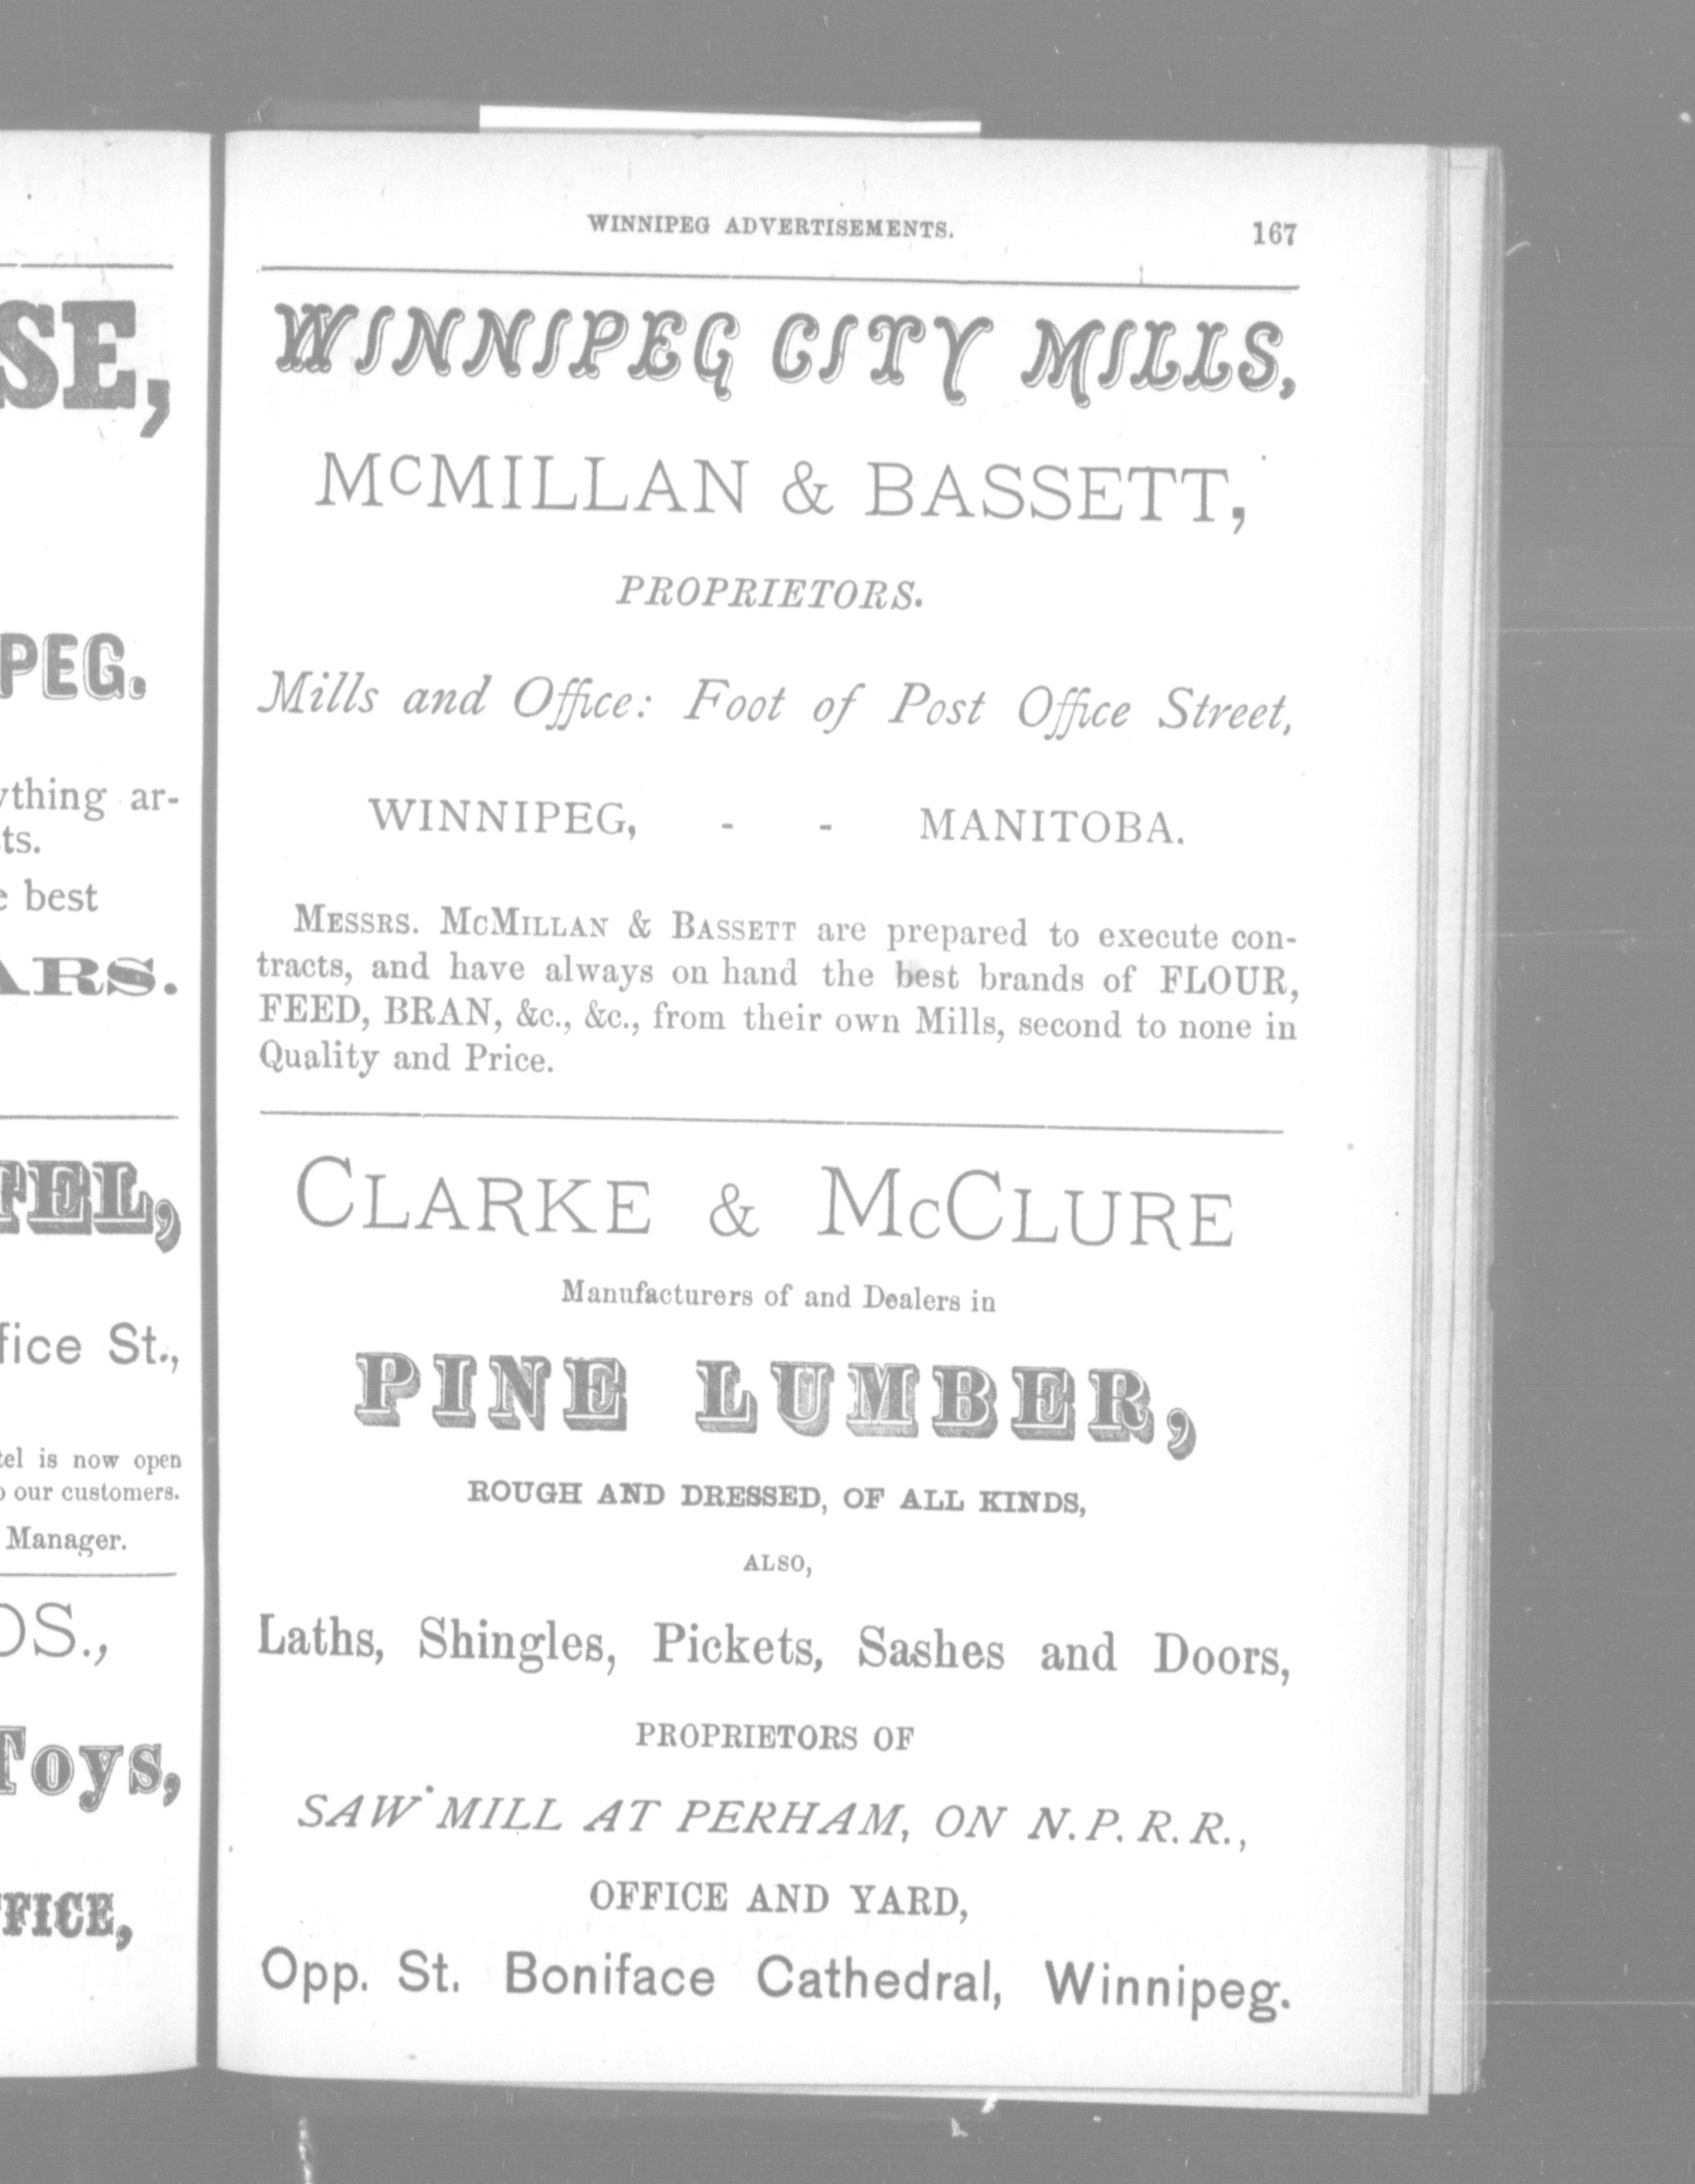 WINNIPEG ADVERTISEMENTS. 167
WINNIPEG CITY MILLS,
MCMILLAN & BASSETT,
PROPRIETORS.
Mills and Office: Foot of Post Office Street,
WINNIPEG, - - MANITOBA.
MESSRS. MCMILLAN & BASSETT are prepared to execute con-
tracts, and have always on hand the best brands of FLOUR,
FEED, BRAN, &c., &c., from their own Mills, second to none in
Quality and Price.
CLARKE & McCLURE
Manufacturers of and Dealers in
PINE LUMBER,
ROUGH AND DRESSED, OF ALL KINDS,
ALSO,
Laths, Shingles, Pickets, Sashes and Doors,
PROPRIETORS OF
SAW MILL AT PERHAM, ON N. P. R. R.,
OFFICE AND YARD,
Opp. St. Boniface Cathedral, Winnipeg.
SE,
PEG.
ything ar-
ts.
e best
ARS.
TEL,
fice St.,
tel is now open
o our customers.
Manager.
OS.,
Toys,
FFICE,